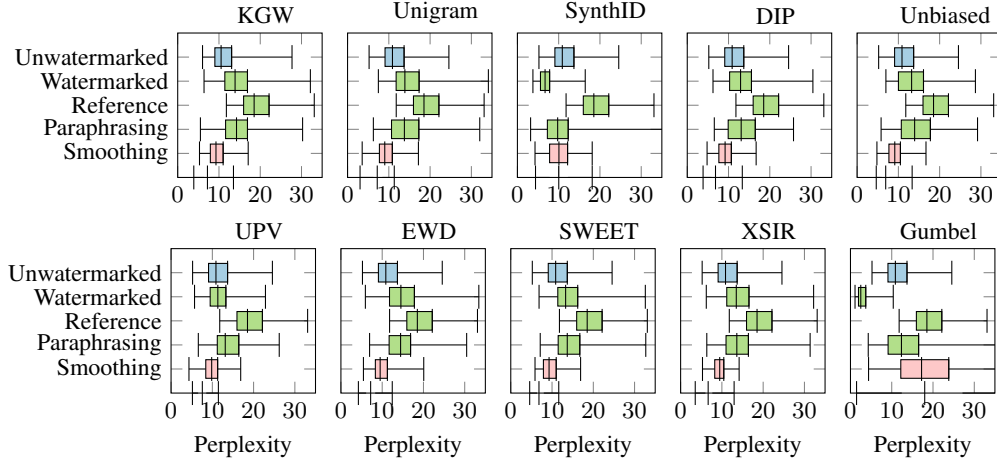 KGW Unigram SynthID DIP Unbiased
Unwatermarked
Watermarked
Reference
Paraphrasing
Smoothing
0 10 20 30 0 10 20 30 0 10 20 30 0 10 20 30 0 10 20 30
UPV EWD SWEET XSIR Gumbel
Unwatermarked
Watermarked
Reference
Paraphrasing
Smoothing
0 10 20 30 0 10 20 30 0 10 20 30 0 10 20 30 0 10 20 30
Perplexity Perplexity Perplexity Perplexity Perplexity